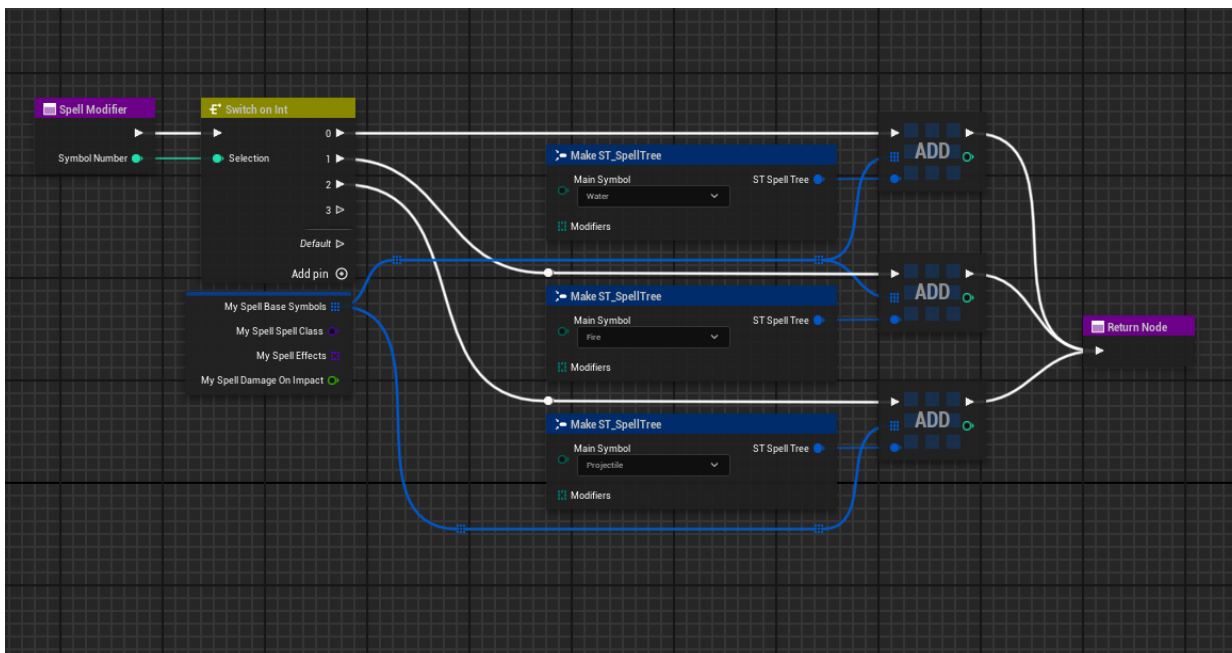 Spell Modifier
Symbol Number
Switch on Int
Selection
0
1
2
3
Default
Add pin
My Spell Base Symbols
My Spell Spell Class
My Spell Effects
My Spell Damage On Impact
Make ST_SpellTree
Main Symbol
Water
ST Spell Tree
Modifiers
ADD
Make ST_SpellTree
Main Symbol
Fire
ST Spell Tree
Modifiers
ADD
Make ST_SpellTree
Main Symbol
Projectile
ST Spell Tree
Modifiers
ADD
Return Node